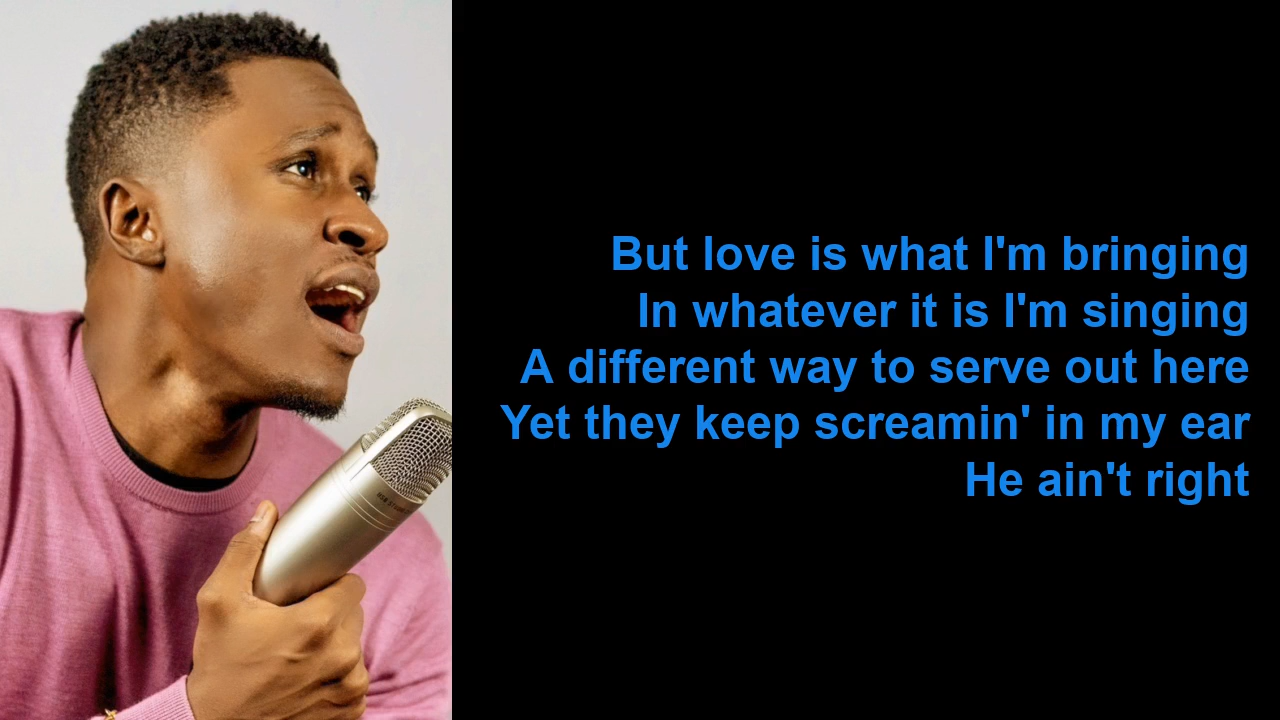 But love is what I'm bringing
In whatever it is I'm singing
A different way to serve out here
Yet they keep screamin' in my ear
He ain't right